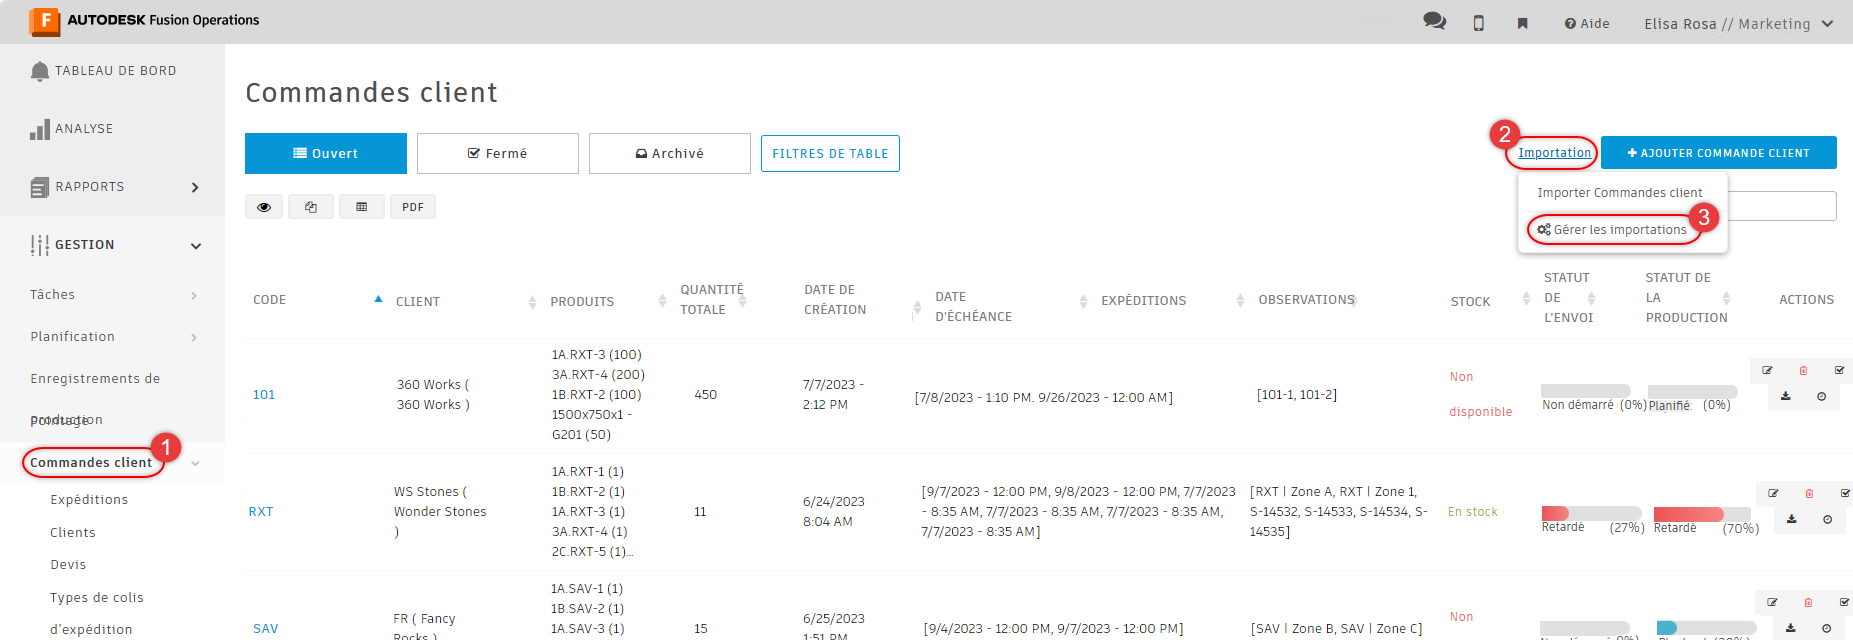 AUTODESK Fusion Operations
Aide
Elisa Rosa // Marketing
TABLEAU DE BORD
ANALYSE
RAPPORTS
GESTION
Tâches
Planification
Enregistrements de
production
Pointage
Commandes client
1
Expéditions
Clients
Devis
Types de colis
d'expédition
Commandes client
Ouvert
Fermé
Archivé
FILTRES DE TABLE
2
Importation
AJOUTER COMMANDE CLIENT
PDF
Importer Commandes client
Gérer les importations
3
CODE
CLIENT
PRODUITS
QUANTITÉ
TOTALE
DATE DE
CRÉATION
DATE
D'ÉCHÉANCE
EXPÉDITIONS
OBSERVATIONS
STOCK
STATUT
DE
L'ENVOI
STATUT DE
LA
PRODUCTION
ACTIONS
101
360 Works (
360 Works )
1A.RXT-3 (100)
3A.RXT-4 (200)
1B.RXT-2 (100)
1500x750x1 -
G201 (50)
450
7/7/2023 -
2:12 PM
[7/8/2023 - 1:10 PM. 9/26/2023 - 12:00 AM]
[101-1, 101-2]
Non
disponible
Non démarré (0%)
Planifié (0%)
RXT
WS Stones (
Wonder Stones
)
1A.RXT-1 (1)
1B.RXT-2 (1)
1A.RXT-3 (1)
3A.RXT-4 (1)
2C.RXT-5 (1)...
11
6/24/2023
8:04 AM
[9/7/2023 - 12:00 PM, 9/8/2023 - 12:00 PM, 7/7/2023
- 8:35 AM, 7/7/2023 - 8:35 AM, 7/7/2023 - 8:35 AM,
7/7/2023 - 8:35 AM]
[RXT | Zone A, RXT | Zone 1,
S-14532, S-14533, S-14534, S-
14535]
En stock
Retardè (27%)
Retardè (70%)
SAV
FR ( Fancy
Rocks )
1A.SAV-1 (1)
1B.SAV-2 (1)
1A.SAV-3 (1)
15
6/25/2023
1:51 PM
[9/4/2023 - 12:00 PM, 9/7/2023 - 12:00 PM]
[SAV | Zone B, SAV | Zone C]
Non